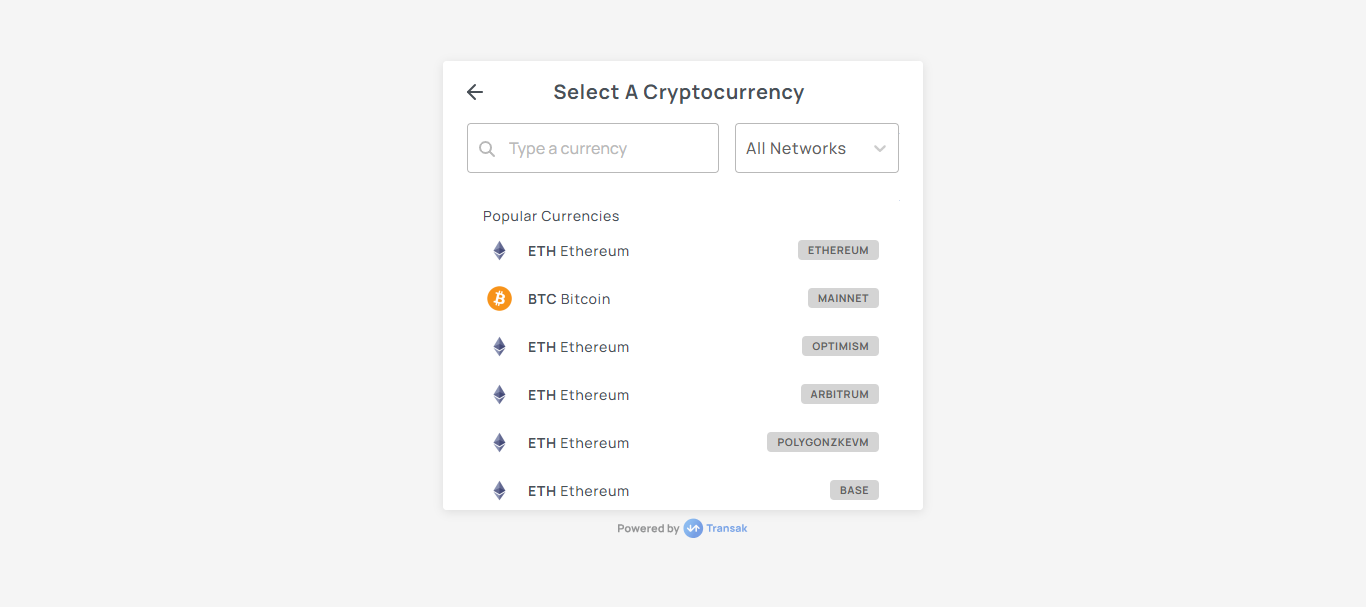 Select A Cryptocurrency
Type a currency
All Networks
Popular Currencies
ETH Ethereum ETHEREUM
BTC Bitcoin MAINNET
ETH Ethereum OPTIMISM
ETH Ethereum ARBITRUM
ETH Ethereum POLYGONZKEVM
ETH Ethereum BASE
Powered by Transak